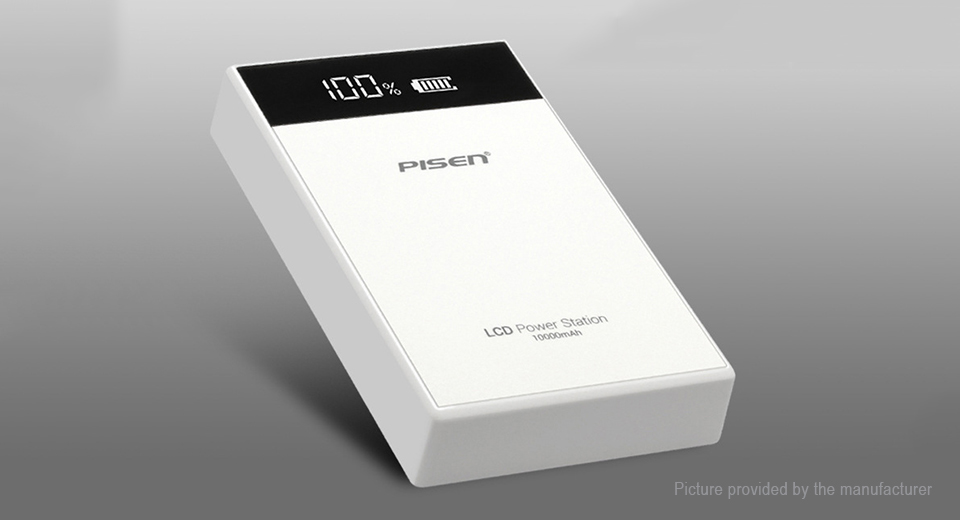 100%
PISEN®
LCD Power Station
10000mAh
Picture provided by the manufacturer